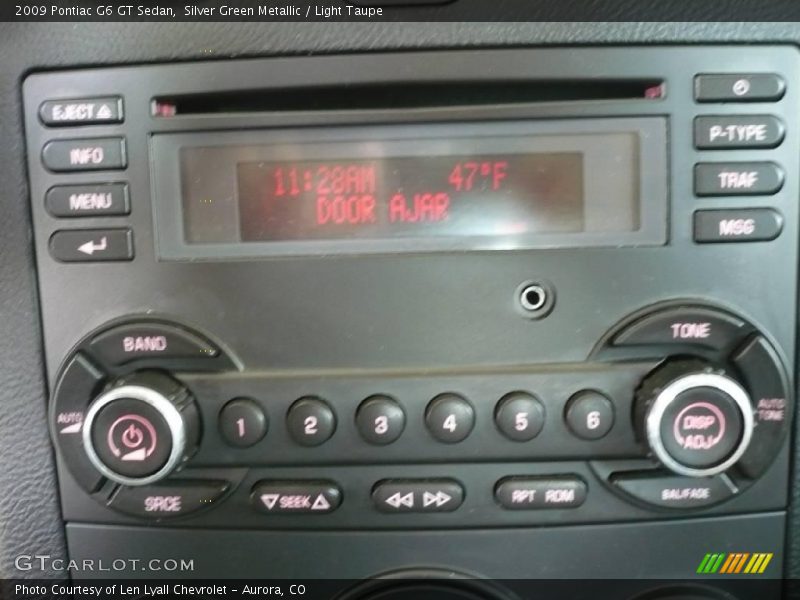 2009 Pontiac G6 GT Sedan, Silver Green Metallic / Light Taupe
EJECT
INFO
MENU
11:28AM 47°F
DOOR AJAR
P-TYPE
TRAF
MSG
BAND
TONE
AUTO
1 2 3 4 5 6
DISP
ADJ
AUTO
TONE
SRCE
SEEK
RPT RDM
BAL/FADE
GTCARLOT.COM
Photo Courtesy of Len Lyall Chevrolet - Aurora, CO